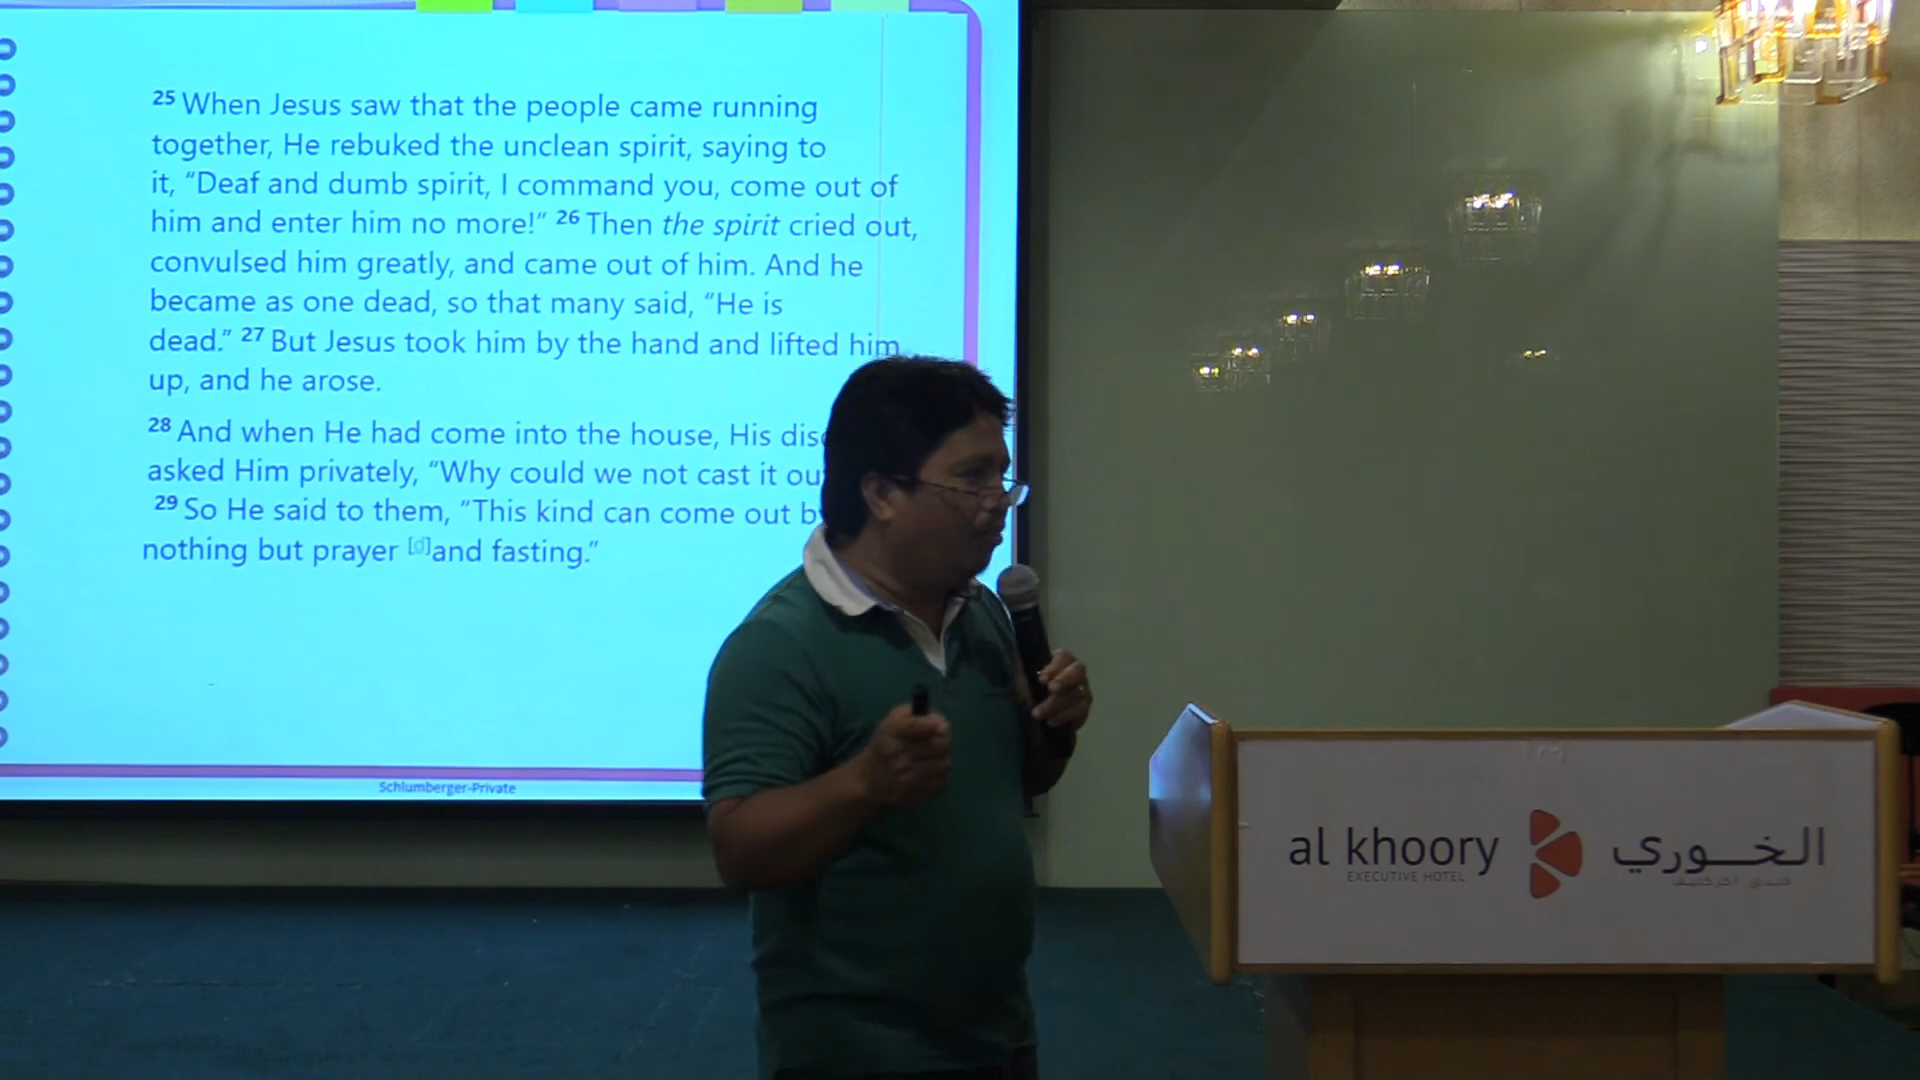 25 When Jesus saw that the people came running
together, He rebuked the unclean spirit, saying to
it, “Deaf and dumb spirit, I command you, come out of
him and enter him no more!” 26 Then the spirit cried out,
convulsed him greatly, and came out of him. And he
became as one dead, so that many said, “He is
dead.” 27 But Jesus took him by the hand and lifted him
up, and he arose.
28 And when He had come into the house, His
asked Him privately, “Why could we not cast it
29 So He said to them, “This kind can come out
nothing but prayer [d]and fasting.”
Schlumberger-Private
al khoory الخوري
EXECUTIVE HOTEL